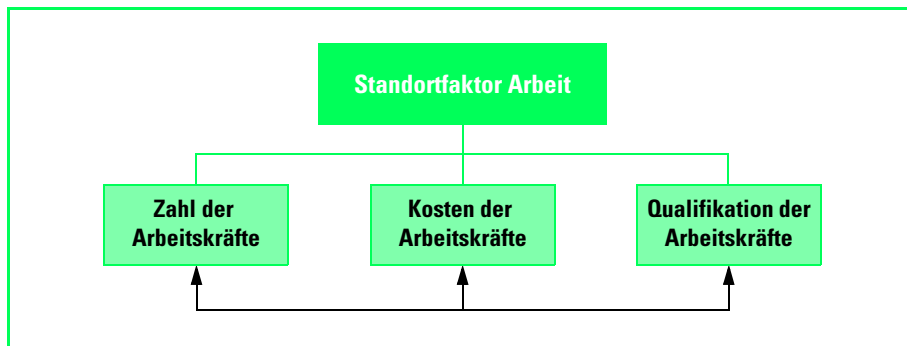 Standortfaktor Arbeit
Zahl der
Arbeitskräfte
Kosten der
Arbeitskräfte
Qualifikation der
Arbeitskräfte